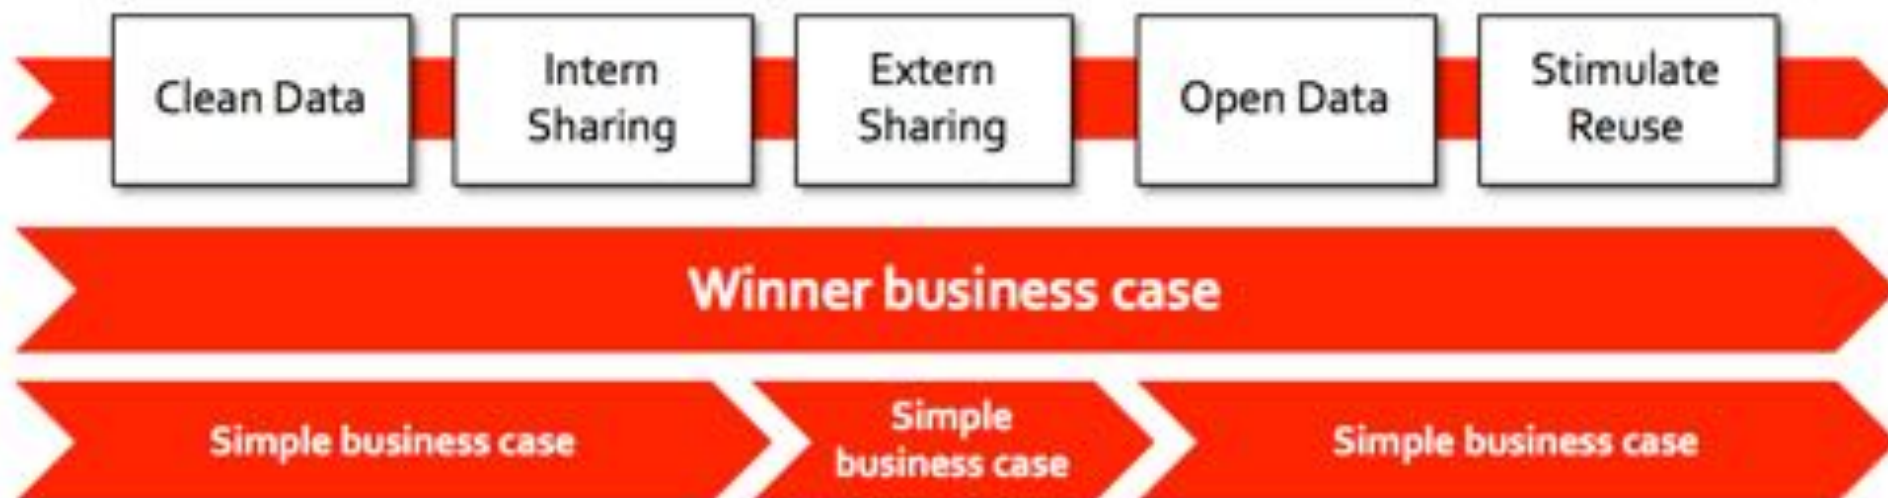 Clean Data
Intern
Sharing
Extern
Sharing
Open Data
Stimulate
Reuse
Winner business case
Simple business case
Simple
business case
Simple business case